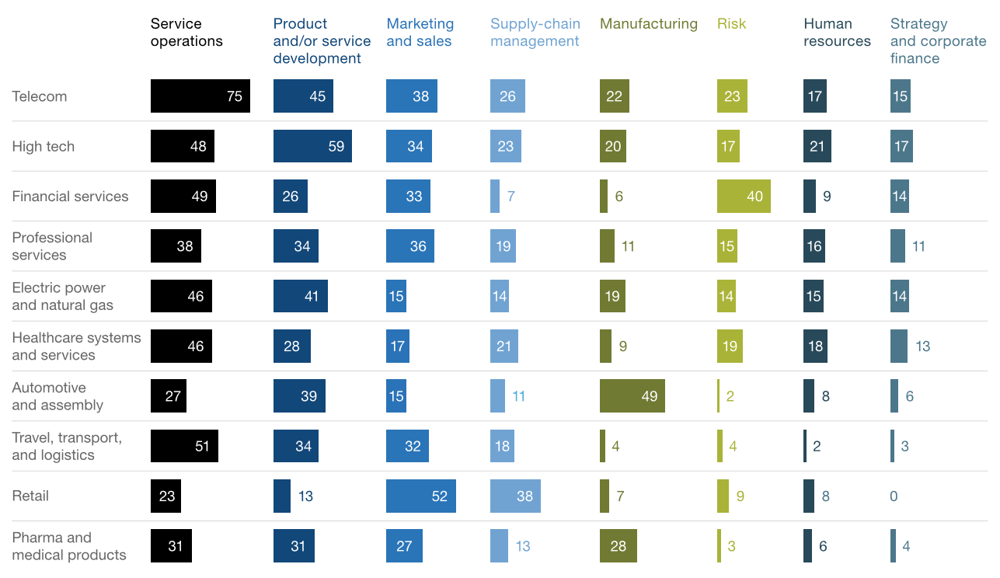 Service
operations
Product
and/or service
development
Marketing
and sales
Supply-chain
management
Manufacturing
Risk
Human
resources
Strategy
and corporate
finance
Telecom
75 45 38 26 22 23 17 15
High tech
48 59 34 23 20 17 21 17
Financial services
49 26 33 7 6 40 9 14
Professional
services
38 34 36 19 11 15 16 11
Electric power
and natural gas
46 41 15 14 19 14 15 14
Healthcare systems
and services
46 28 17 21 9 19 18 13
Automotive
and assembly
27 39 15 11 49 2 8 6
Travel, transport,
and logistics
51 34 32 18 4 4 2 3
Retail
23 13 52 38 7 9 8 0
Pharma and
medical products
31 31 27 13 28 3 6 4